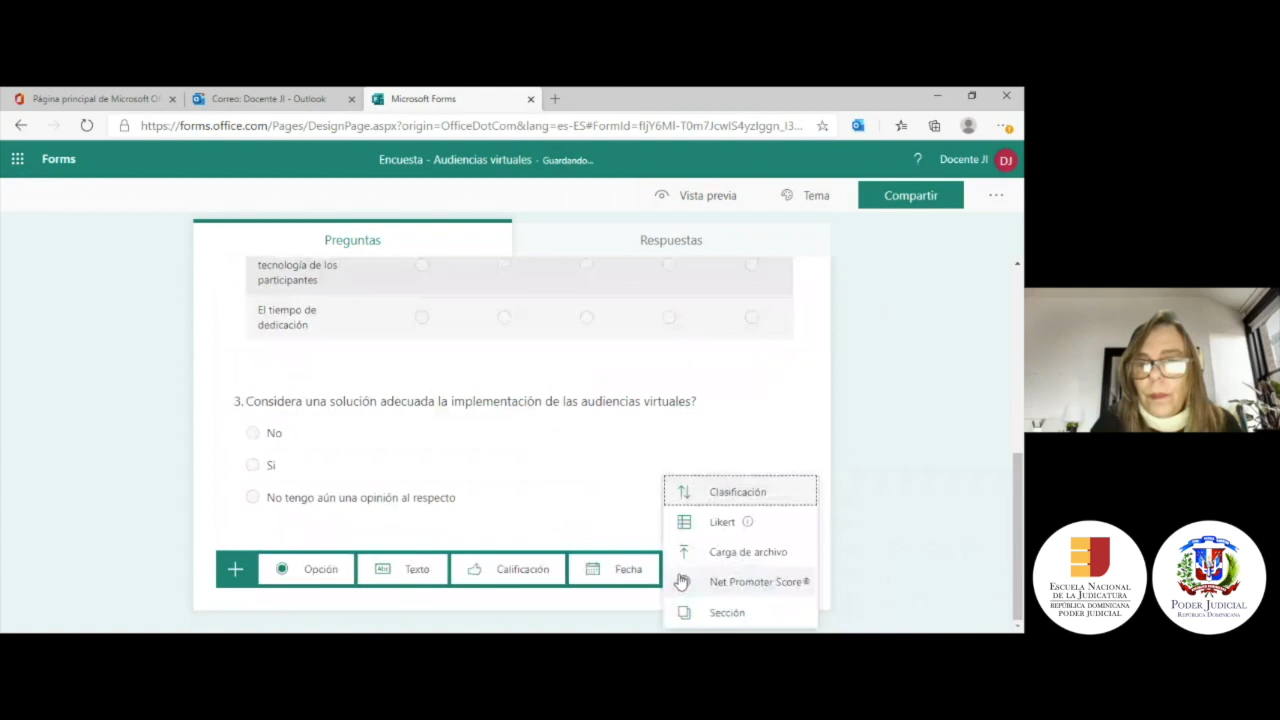 Página principal de Microsoft Of
Correo: Docente JI - Outlook
Microsoft Forms
https://forms.office.com/Pages/DesignPage.aspx?origin=OfficeDotCom&lang=es-ES#FormId=
Forms
Encuesta - Audiencias virtuales - Guardando...
?
Docente JI
DJ
Vista previa
Tema
Compartir
Preguntas
Respuestas
tecnología de los
participantes
El tiempo de
dedicación
3. Considera una solución adecuada la implementación de las audiencias virtuales?
No
Si
No tengo aún una opinión al respecto
Clasificación
Likert
Carga de archivo
Net Promoter Score®
Sección
Opción
Texto
Calificación
Fecha
ESCUELA NACIONAL
DE LA JUDICATURA
REPÚBLICA DOMINICANA
PODER JUDICIAL
PODER JUDICIAL
REPÚBLICA DOMINICANA